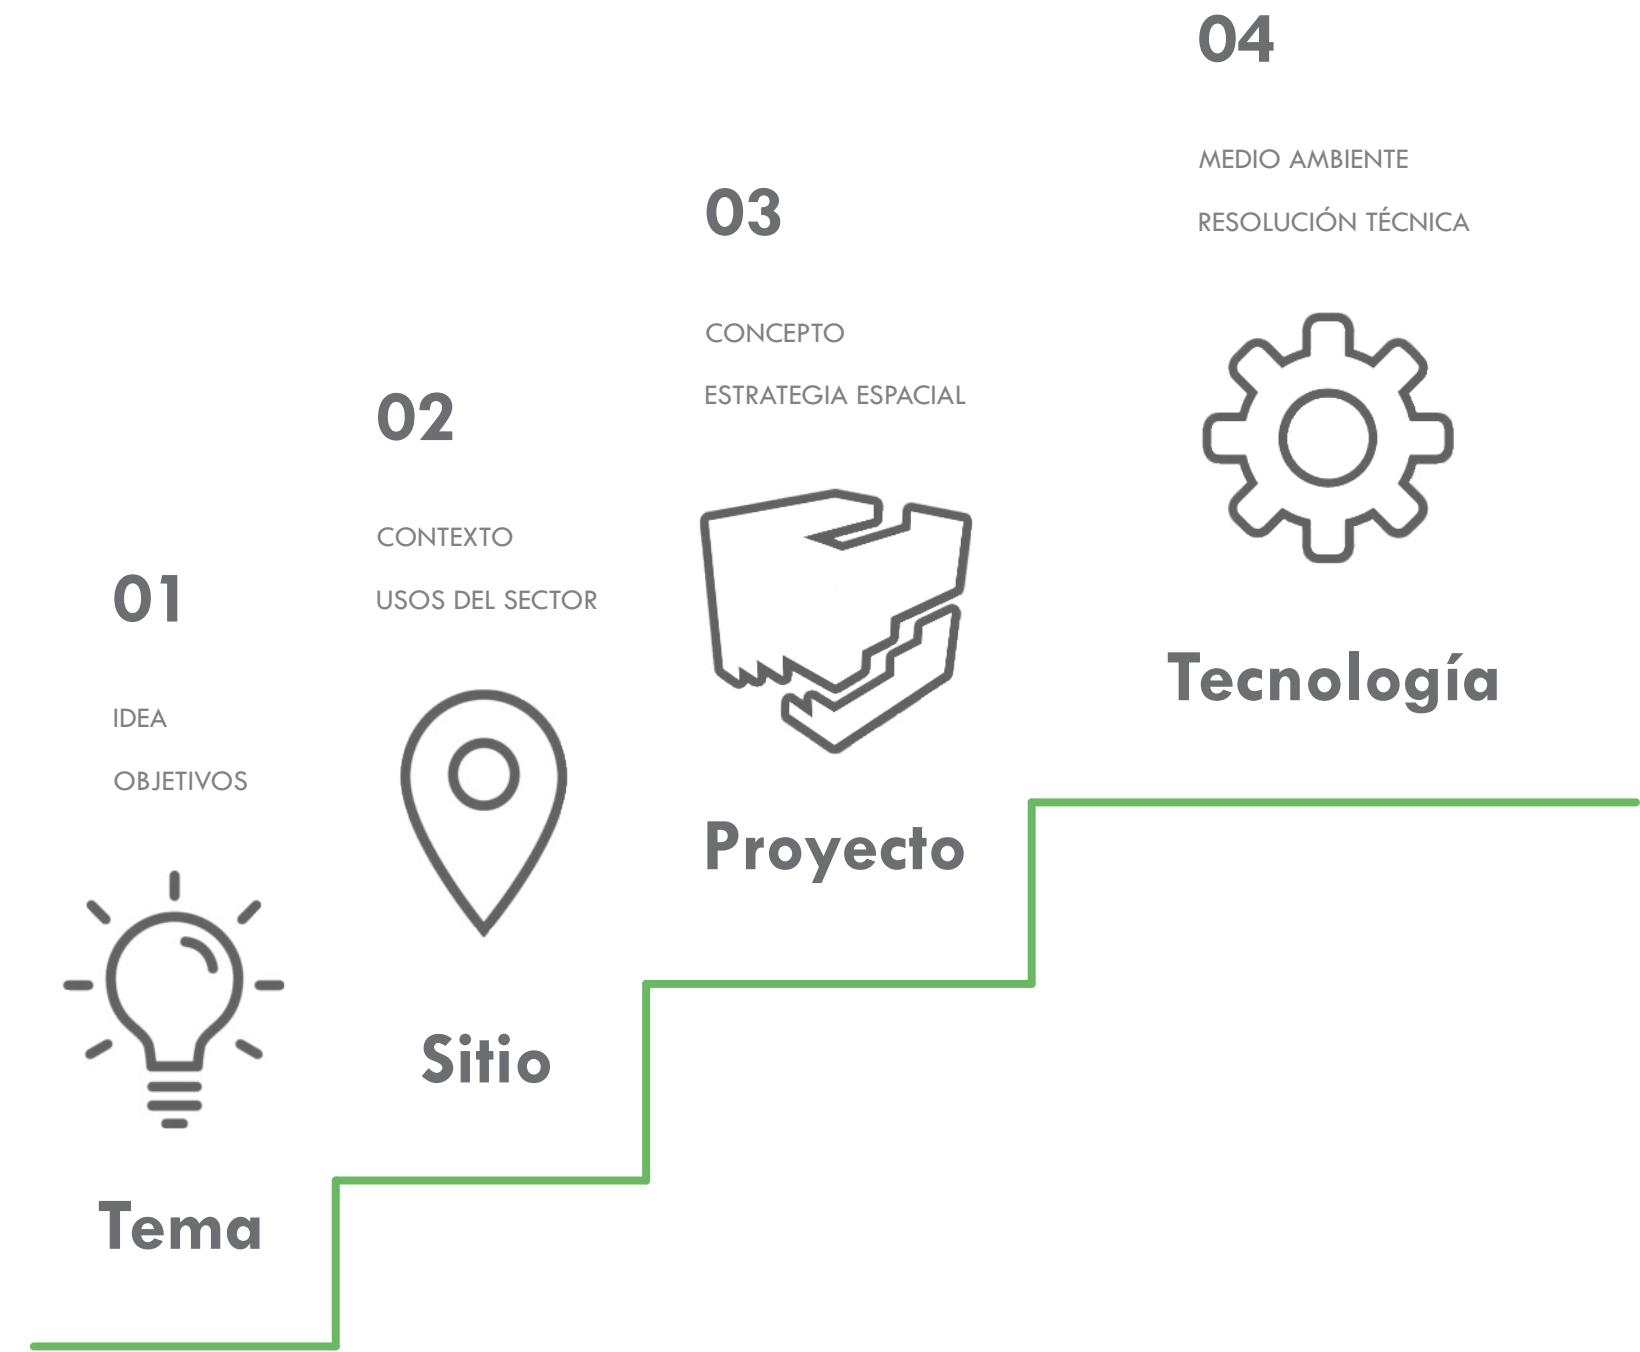 01
IDEA
OBJETIVOS
Tema
02
CONTEXTO
USOS DEL SECTOR
Sitio
03
CONCEPTO
ESTRATEGIA ESPACIAL
Proyecto
04
MEDIO AMBIENTE
RESOLUCIÓN TÉCNICA
Tecnología